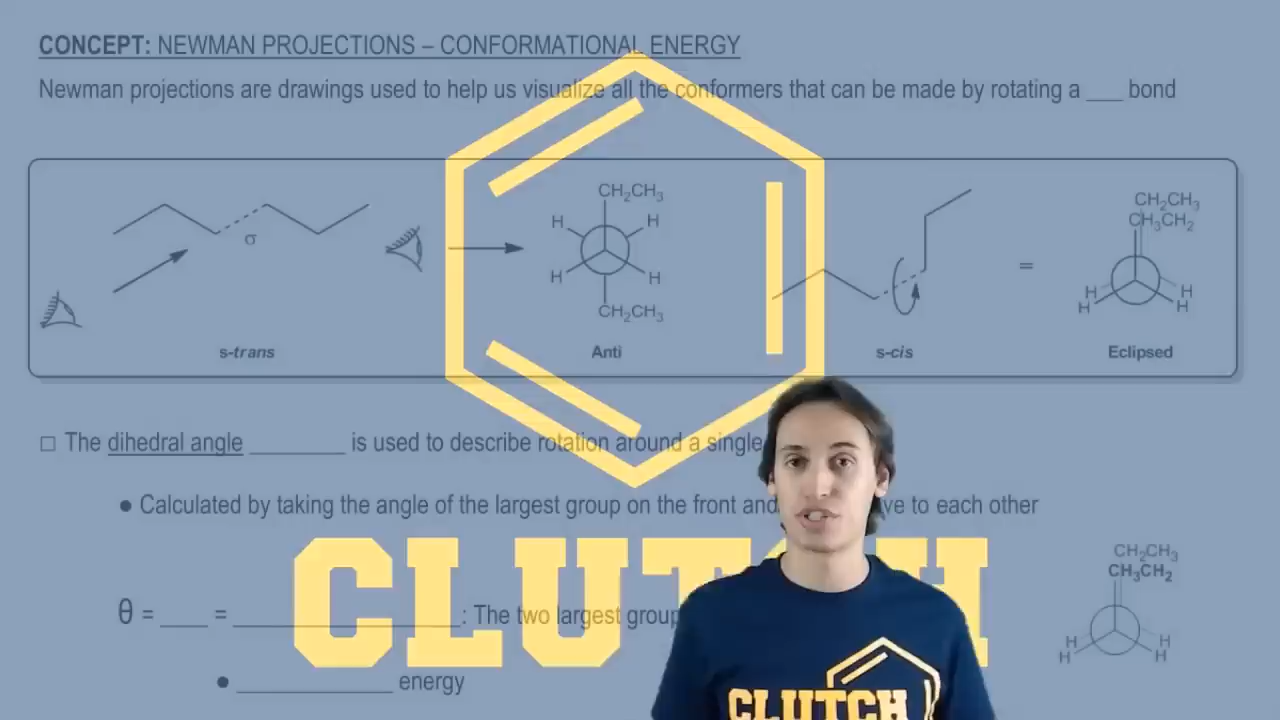 CONCEPT: NEWMAN PROJECTIONS – CONFORMATIONAL ENERGY
Newman projections are drawings used to help us visualize all the conformers that can be made by rotating a ___ bond
σ
s-trans
CH₂CH₃
H H
H H
CH₂CH₃
Anti
s-cis
=
CH₂CH₃
CH₃CH₂
H H
H H
Eclipsed
□ The dihedral angle ________ is used to describe rotation around a single
● Calculated by taking the angle of the largest group on the front and ve to each other
θ = ____ = ____________________: The two largest group
● _____________ energy
CH₂CH₃
CH₃CH₂
H H
H H
CLUTCH
CLUTCH